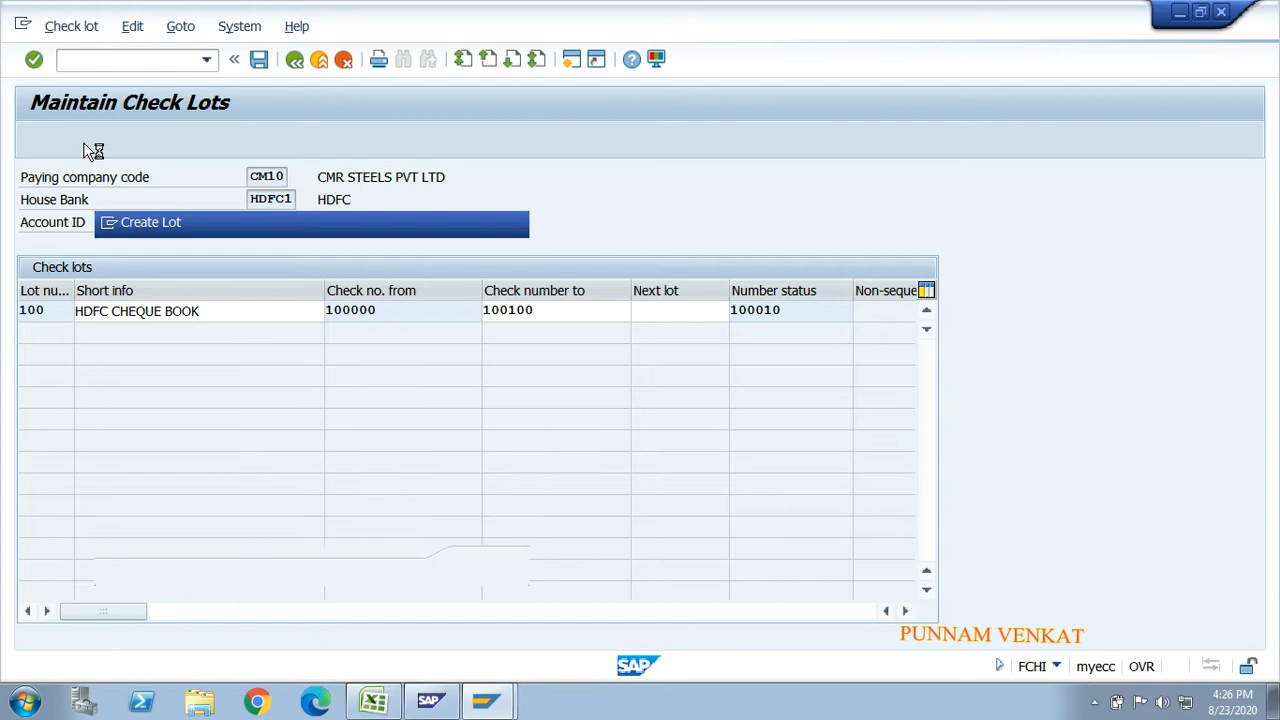 Check lot Edit Goto System Help
Maintain Check Lots
Paying company code CM10 CMR STEELS PVT LTD
House Bank HDFC1 HDFC
Account ID Create Lot
Check lots
Lot nu... Short info Check no. from Check number to Next lot Number status Non-seque
100 HDFC CHEQUE BOOK 100000 100100 100010
PUNNAM VENKAT
SAP FCHI myecc OVR
SAP 4:26 PM
8/23/2020